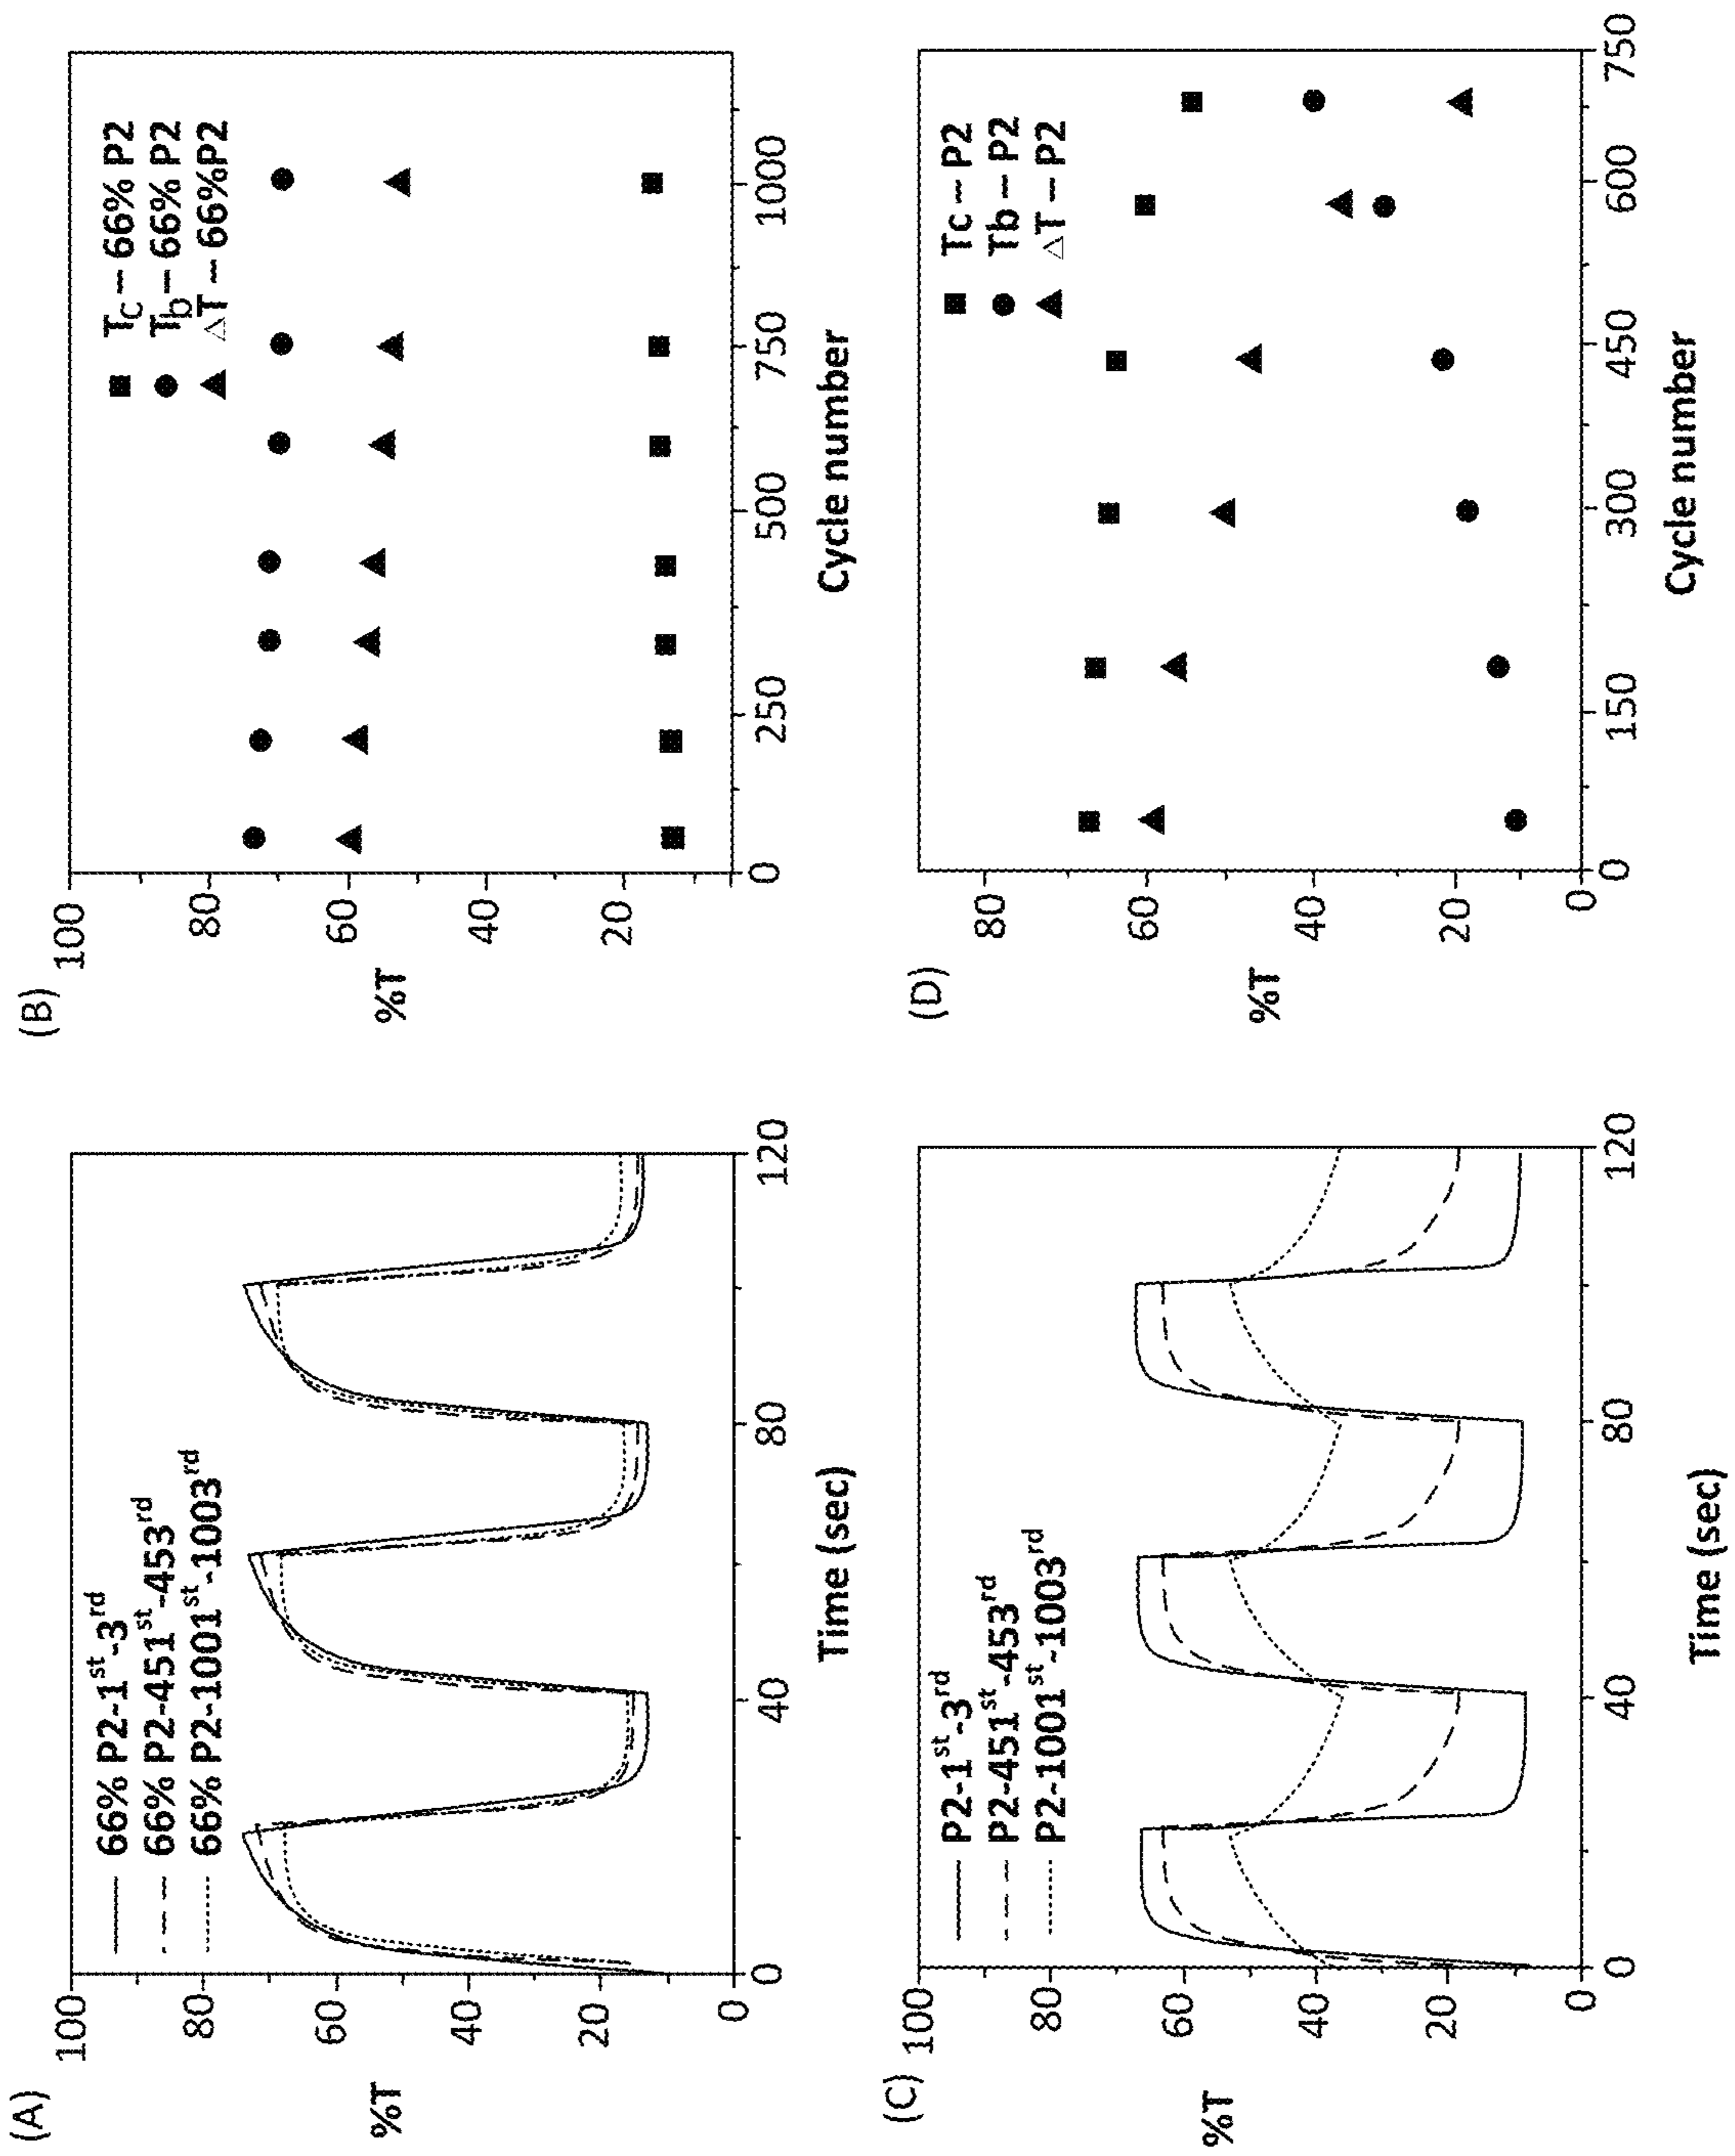 (A)
%T
100
80
60
40
20
0
66% P2-1st-3rd
66% P2-451st-453rd
66% P2-1001st-1003rd
0
40
80
120
Time (sec)
(B)
%T
100
80
60
40
20
0
Tc – 66% P2
Tb – 66% P2
△T – 66%P2
250
500
750
1000
Cycle number
(C)
%T
100
80
60
40
20
0
P2-1st-3rd
P2-451st-453rd
P2-1001st-1003rd
0
40
80
120
Time (sec)
(D)
%T
80
60
40
20
0
Tc – P2
Tb – P2
△T – P2
0
150
300
450
600
750
Cycle number